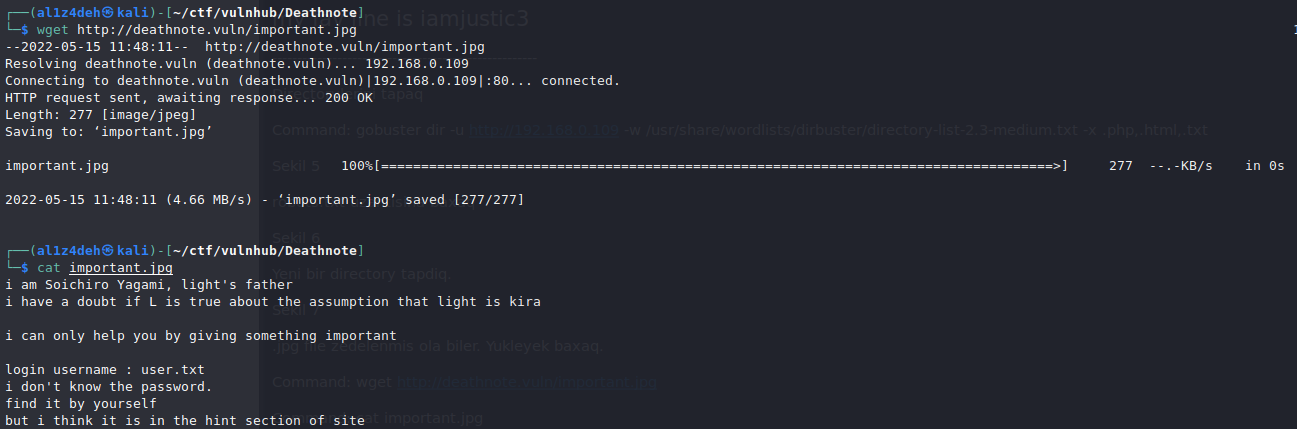 my fav line is iamjustic3
┌──(al1z4deh㉿kali)-[~/ctf/vulnhub/Deathnote]
└─$ wget http://deathnote.vuln/important.jpg
--2022-05-15 11:48:11--  http://deathnote.vuln/important.jpg
Resolving deathnote.vuln (deathnote.vuln)... 192.168.0.109
Connecting to deathnote.vuln (deathnote.vuln)|192.168.0.109|:80... connected.
tapaq
HTTP request sent, awaiting response... 200 OK
Length: 277 [image/jpeg]
Saving to: ‘important.jpg’
Command: gobuster dir -u http://192.168.0.109 -w /usr/share/wordlists/dirbuster/directory-list-2.3-medium.txt -x .php,.html,.txt
Sekil 5
important.jpg 100%[====================================================================================>] 277 --.-KB/s in 0s
2022-05-15 11:48:11 (4.66 MB/s) - ‘important.jpg’ saved [277/277]
Sekil 6
┌──(al1z4deh㉿kali)-[~/ctf/vulnhub/Deathnote]
└─$ cat important.jpg
Yeni bir directory tapdiq.
i am Soichiro Yagami, light's father
i have a doubt if L is true about the assumption that light is kira
Sekil 7
i can only help you by giving something important
.jpg file zedelenmis ola biler. Yukleyek baxaq.
login username : user.txt
i don't know the password.
Command: wget http://deathnote.vuln/important.jpg
find it by yourself
but i think it is in the hint section of site
cat important.jpg